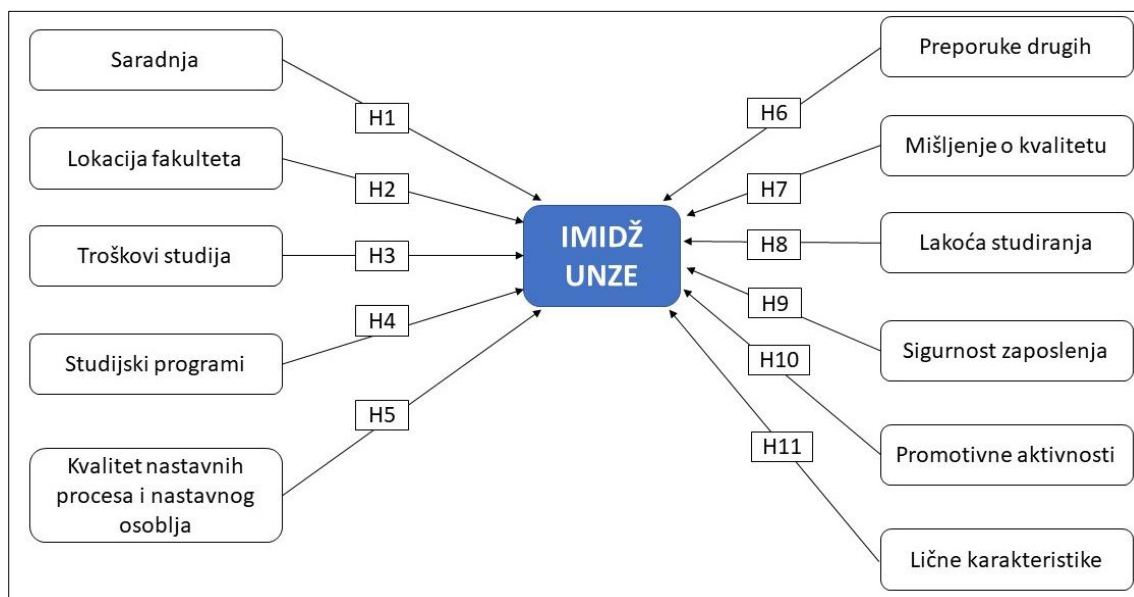 Saradnja
H1
Lokacija fakulteta
H2
Troškovi studija
H3
Studijski programi
H4
Kvalitet nastavnih
procesa i nastavnog
osoblja
H5
IMIDŽ
UNZE
Preporuke drugih
H6
Mišljenje o kvalitetu
H7
Lakoća studiranja
H8
Sigurnost zaposlenja
H9
Promotivne aktivnosti
H10
Lične karakteristike
H11